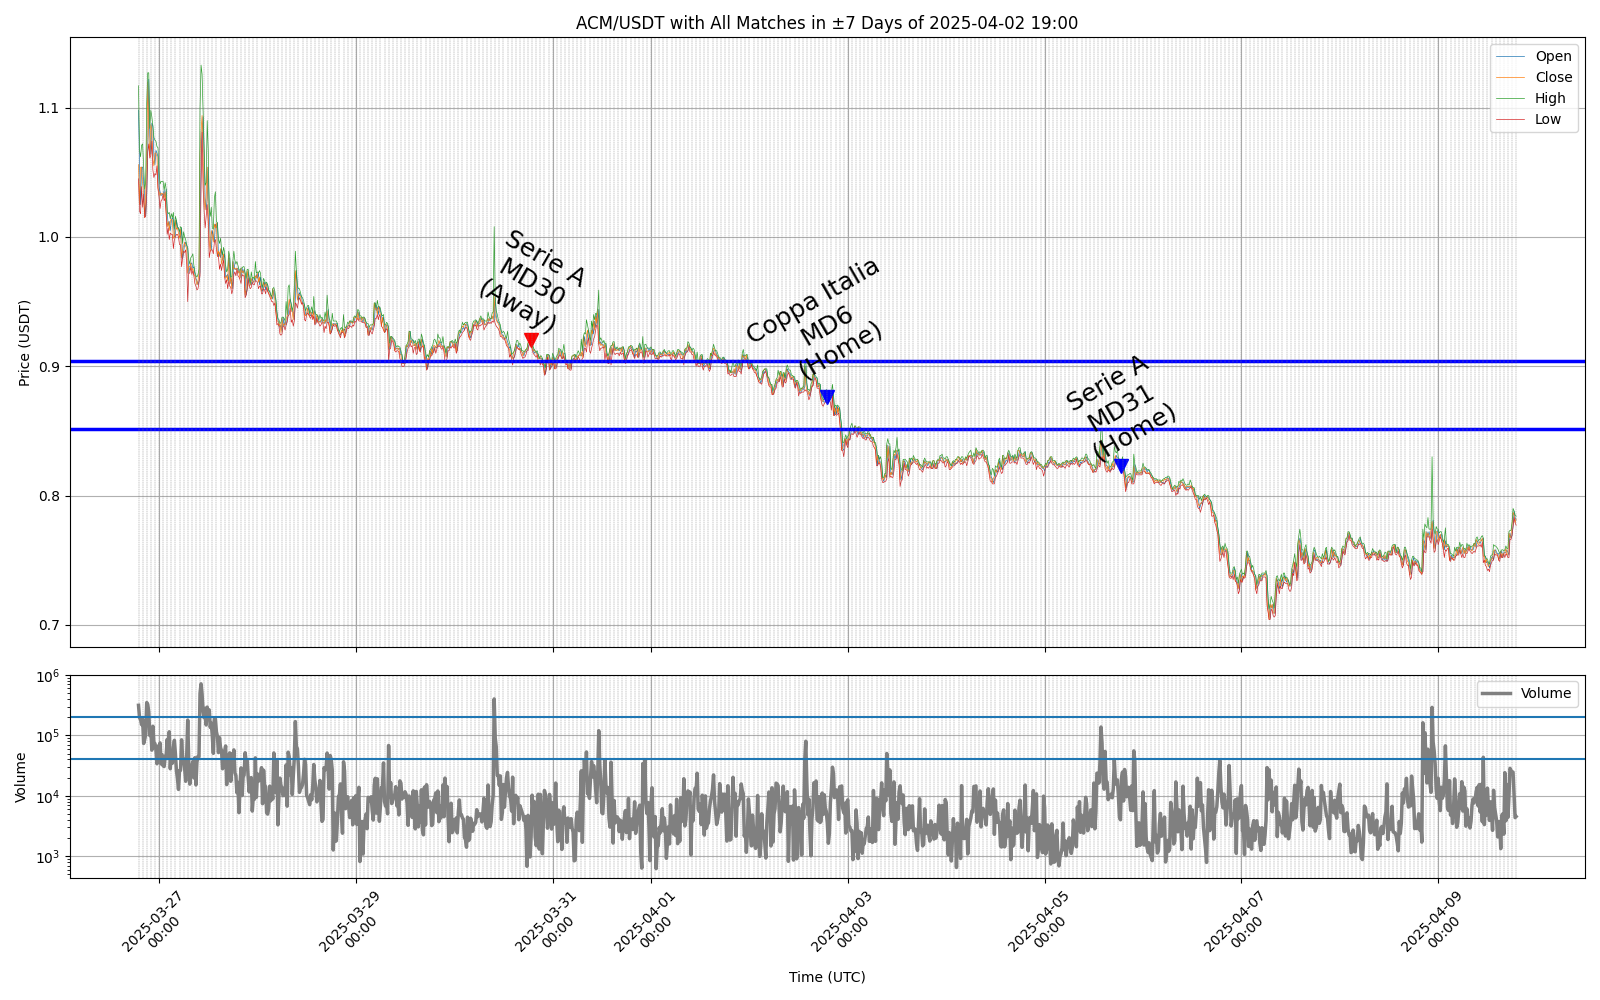 ACM/USDT with All Matches in ±7 Days of 2025-04-02 19:00
Price (USDT)
1.1
1.0
0.9
0.8
0.7
Open
Close
High
Low
Serie A
MD30
(Away)
Coppa Italia
MD6
(Home)
Serie A
MD31
(Home)
Volume
10⁶
10⁵
10⁴
10³
Volume
2025-03-27
00:00
2025-03-29
00:00
2025-03-31
00:00
2025-04-01
00:00
2025-04-03
00:00
2025-04-05
00:00
2025-04-07
00:00
2025-04-09
00:00
Time (UTC)